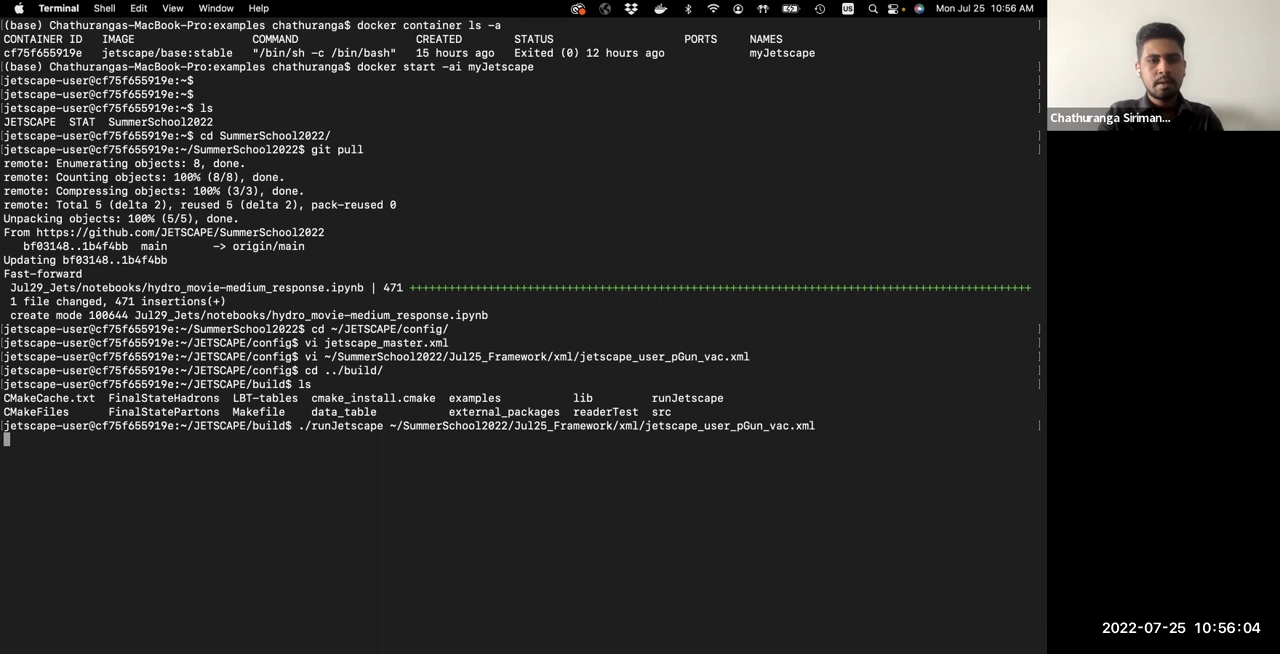 Terminal Shell Edit View Window Help US Mon Jul 25 10:56 AM
(base) Chathurangas-MacBook-Pro:examples chathuranga$ docker container ls -a
CONTAINER ID IMAGE COMMAND CREATED STATUS PORTS NAMES
cf75f655919e jetscape/base:stable "/bin/sh -c /bin/bash" 15 hours ago Exited (0) 12 hours ago myJetscape
(base) Chathurangas-MacBook-Pro:examples chathuranga$ docker start -ai myJetscape
jetscape-user@cf75f655919e:~$
jetscape-user@cf75f655919e:~$
jetscape-user@cf75f655919e:~$ ls
JETSCAPE STAT SummerSchool2022
jetscape-user@cf75f655919e:~$ cd SummerSchool2022/
jetscape-user@cf75f655919e:~/SummerSchool2022$ git pull
remote: Enumerating objects: 8, done.
remote: Counting objects: 100% (8/8), done.
remote: Compressing objects: 100% (3/3), done.
remote: Total 5 (delta 2), reused 5 (delta 2), pack-reused 0
Unpacking objects: 100% (5/5), done.
From https://github.com/JETSCAPE/SummerSchool2022
bf03148..1b4f4bb main -> origin/main
Updating bf03148..1b4f4bb
Fast-forward
Jul29_Jets/notebooks/hydro_movie-medium_response.ipynb | 471 +++++++++++++++++++++++++++++++++++++++++++++++++++++++++++++++++++++++++++++++++++++++++++++++++++++++
1 file changed, 471 insertions(+)
create mode 100644 Jul29_Jets/notebooks/hydro_movie-medium_response.ipynb
jetscape-user@cf75f655919e:~/SummerSchool2022$ cd ~/JETSCAPE/config/
jetscape-user@cf75f655919e:~/JETSCAPE/config$ vi jetscape_master.xml
jetscape-user@cf75f655919e:~/JETSCAPE/config$ vi ~/SummerSchool2022/Jul25_Framework/xml/jetscape_user_pGun_vac.xml
jetscape-user@cf75f655919e:~/JETSCAPE/config$ cd ../build/
jetscape-user@cf75f655919e:~/JETSCAPE/build$ ls
CMakeCache.txt FinalStateHadrons LBT-tables cmake_install.cmake examples lib runJetscape
CMakeFiles FinalStatePartons Makefile data_table external_packages readerTest src
jetscape-user@cf75f655919e:~/JETSCAPE/build$ ./runJetscape ~/SummerSchool2022/Jul25_Framework/xml/jetscape_user_pGun_vac.xml
Chathuranga Siriman...
2022-07-25 10:56:04